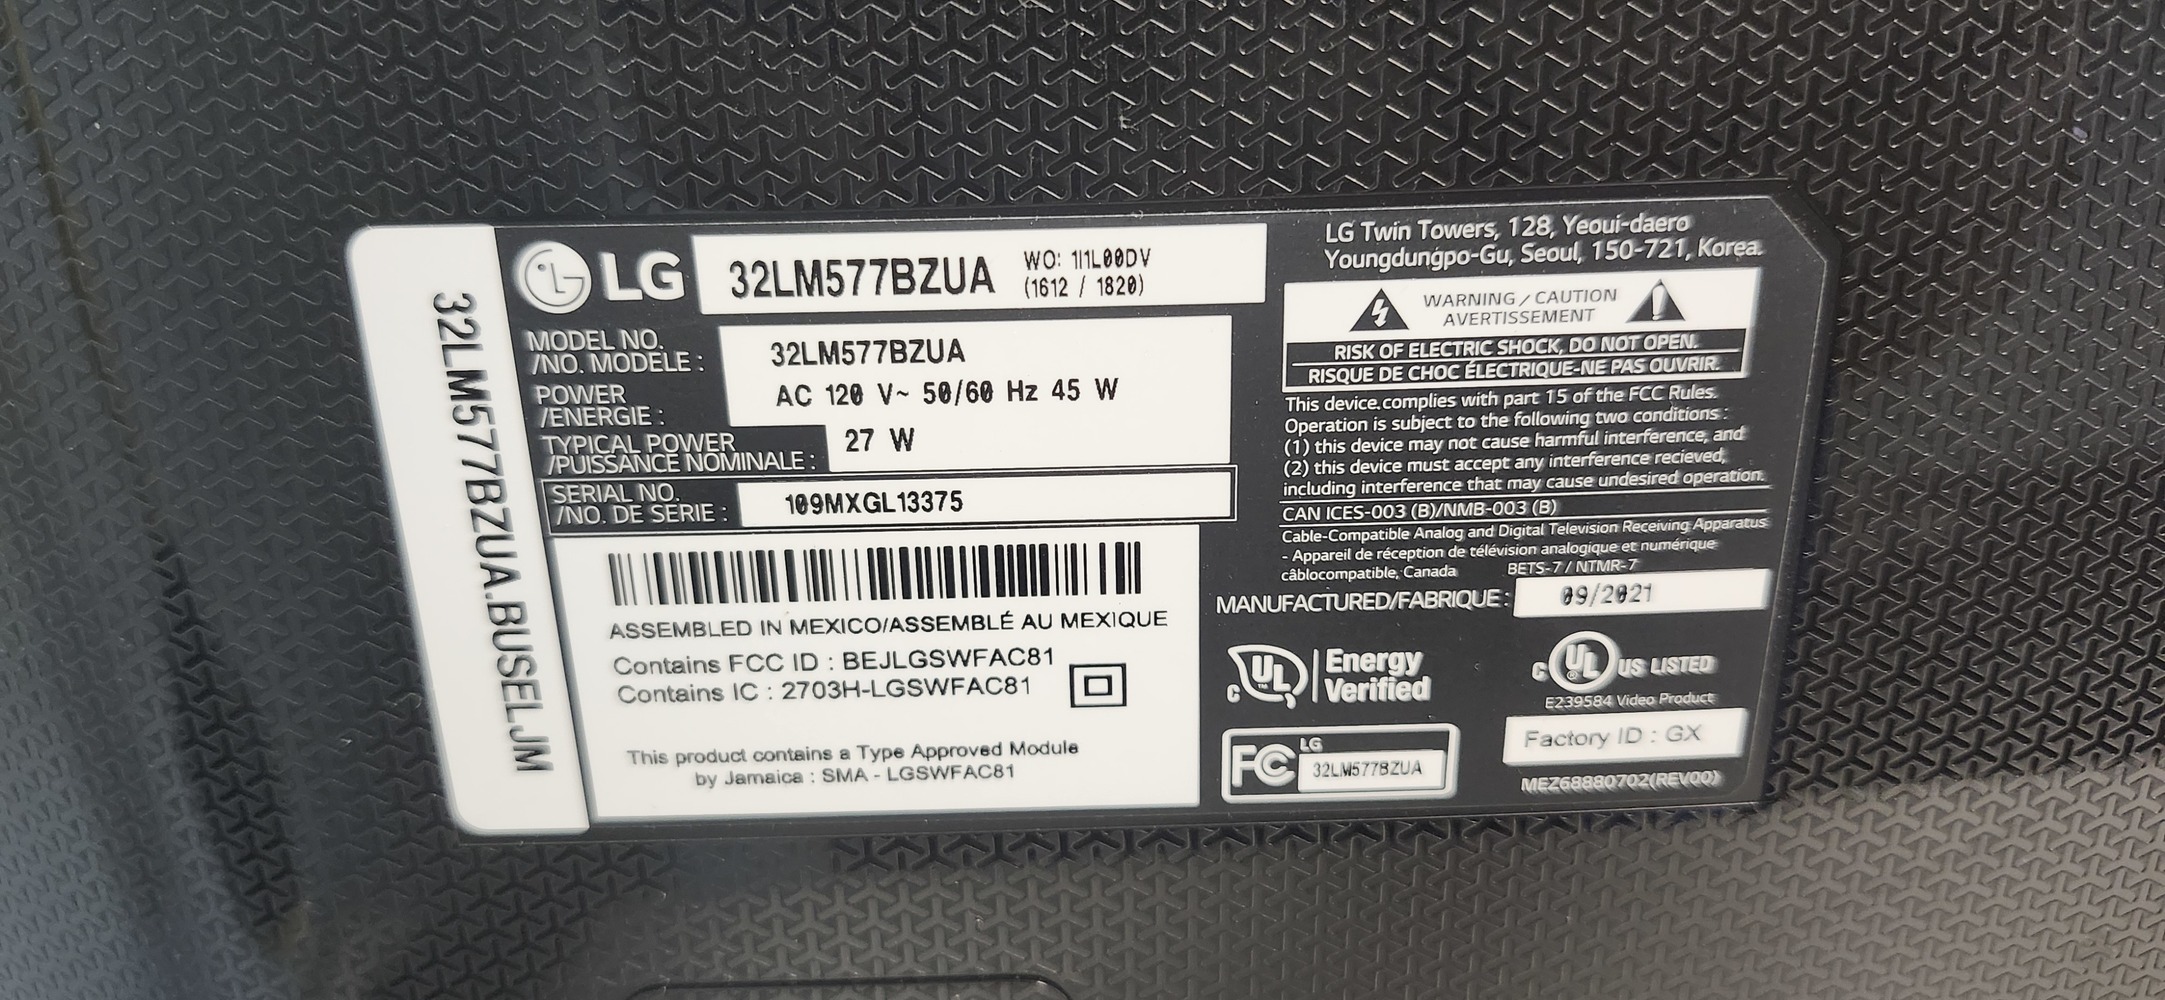 32LM577BZUA.BUSELJM
LG
32LM577BZUA
WO: 1I1L00DV
(1612 / 1820)
MODEL NO.
/NO. MODÈLE :
32LM577BZUA
POWER
/ENERGIE :
AC 120 V~ 50/60 Hz 45 W
TYPICAL POWER
/PUISSANCE NOMINALE :
27 W
SERIAL NO.
/NO. DE SÉRIE :
109MXGL13375
ASSEMBLED IN MEXICO/ASSEMBLÉ AU MEXIQUE
Contains FCC ID : BEJLGSWFAC81
Contains IC : 2703H-LGSWFAC81
This product contains a Type Approved Module
by Jamaica : SMA - LGSWFAC81
LG Twin Towers, 128, Yeoui-daero
Youngdungpo-Gu, Seoul, 150-721, Korea.
WARNING / CAUTION
AVERTISSEMENT
RISK OF ELECTRIC SHOCK, DO NOT OPEN.
RISQUE DE CHOC ÉLECTRIQUE-NE PAS OUVRIR.
This device complies with part 15 of the FCC Rules.
Operation is subject to the following two conditions :
(1) this device may not cause harmful interference, and
(2) this device must accept any interference recieved,
including interference that may cause undesired operation.
CAN ICES-003 (B)/NMB-003 (B)
Cable-Compatible Analog and Digital Television Receiving Apparatus
- Appareil de réception de télévision analogique et numérique
câblocompatible, Canada BETS-7 / NTMR-7
MANUFACTURED/FABRIQUE : 09/2021
c UL Energy
Verified
c UL ® US LISTED
E239584 Video Product
FC LG
32LM577BZUA
Factory ID : GX
MEZ68880702(REV00)